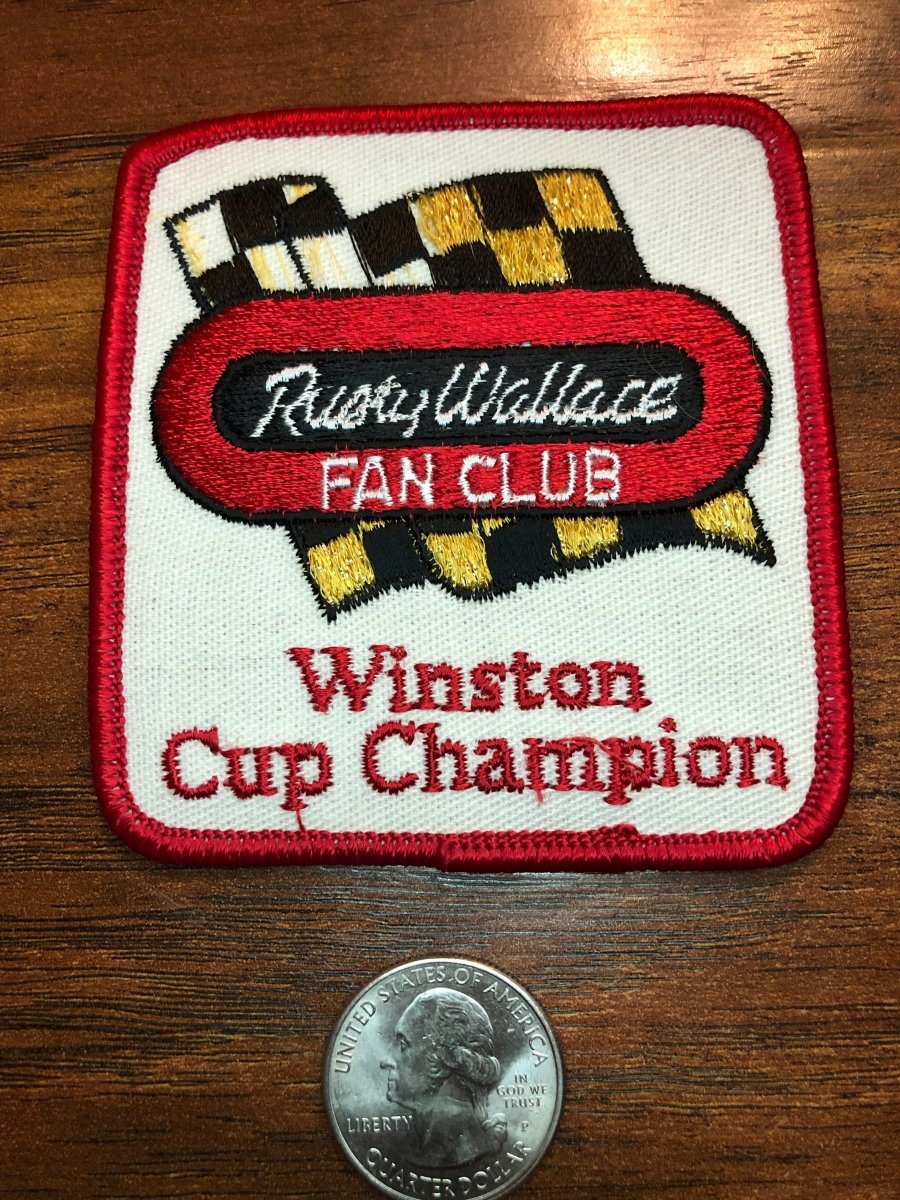 Rusty Wallace
FAN CLUB
Winston
Cup Champion
UNITED STATES OF AMERICA
IN
GOD WE
TRUST
LIBERTY
P
QUARTER DOLLAR